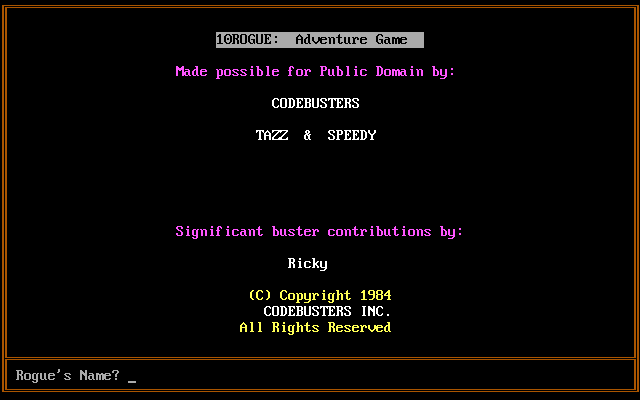 10ROGUE:  Adventure Game
Made possible for Public Domain by:
CODEBUSTERS
TAZZ  &  SPEEDY
Significant buster contributions by:
Ricky
(C) Copyright 1984
CODEBUSTERS INC.
All Rights Reserved
Rogue's Name? _